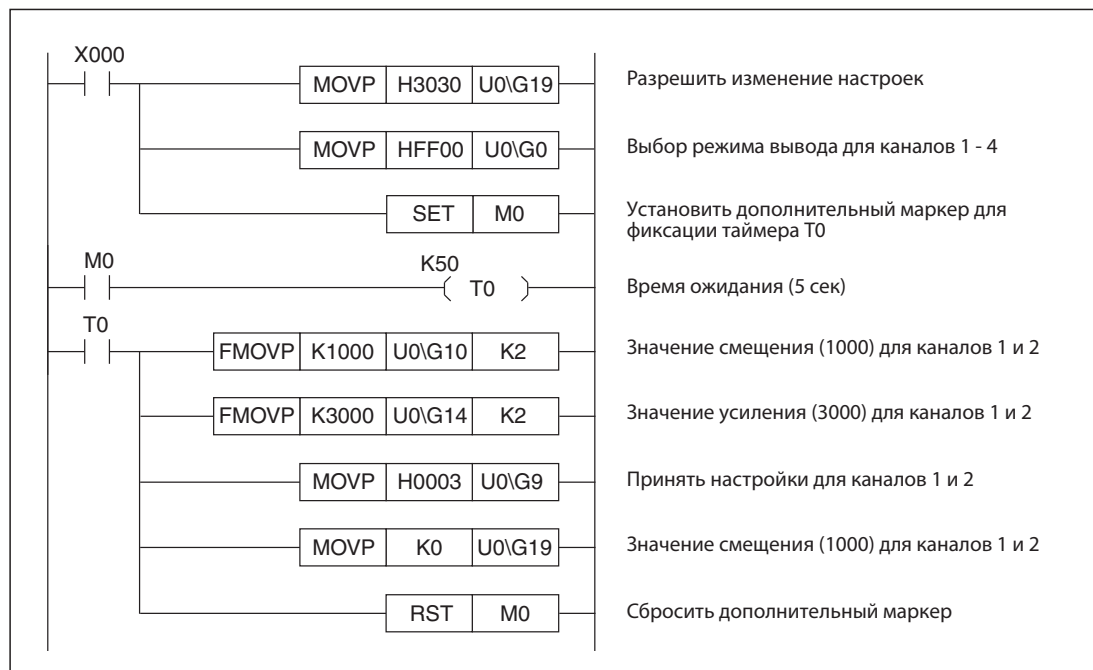 X000
MOVP H3030 U0\G19 Разрешить изменение настроек
MOVP HFF00 U0\G0 Выбор режима вывода для каналов 1 - 4
SET M0 Установить дополнительный маркер для
фиксации таймера T0
M0 K50
T0 Время ожидания (5 сек)
T0
FMOVP K1000 U0\G10 K2 Значение смещения (1000) для каналов 1 и 2
FMOVP K3000 U0\G14 K2 Значение усиления (3000) для каналов 1 и 2
MOVP H0003 U0\G9 Принять настройки для каналов 1 и 2
MOVP K0 U0\G19 Значение смещения (1000) для каналов 1 и 2
RST M0 Сбросить дополнительный маркер